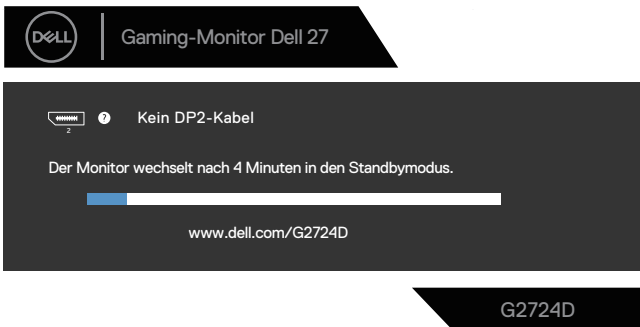 DELL
Gaming-Monitor Dell 27
? Kein DP2-Kabel
2
Der Monitor wechselt nach 4 Minuten in den Standbymodus.
www.dell.com/G2724D
G2724D